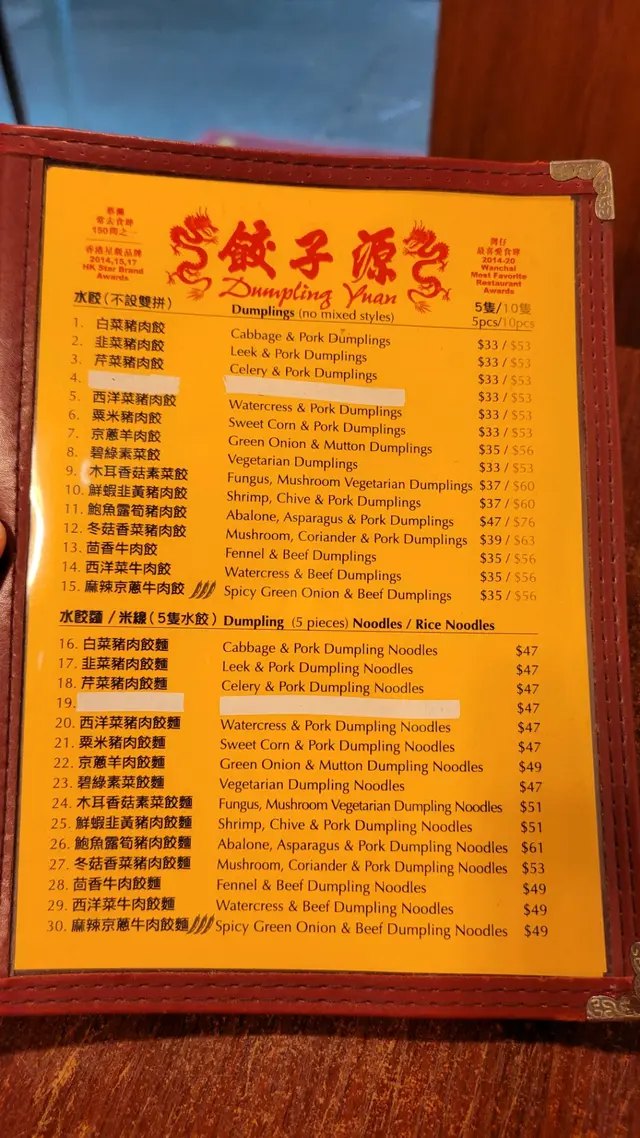 蔡瀾
常去食肆
150間之一
香港星級品牌
2014,15,17
HK Star Brand
Awards
餃子源
Dumpling Yuan
灣仔
最喜愛食肆
2014-20
Wanchai
Most Favorite
Restaurant
Awards
水餃 (不設雙拼) Dumplings (no mixed styles) 5隻/10隻
5pcs/10pcs
1. 白菜豬肉餃 Cabbage & Pork Dumplings $33 / $53
2. 韭菜豬肉餃 Leek & Pork Dumplings $33 / $53
3. 芹菜豬肉餃 Celery & Pork Dumplings $33 / $53
4. $33 / $53
5. 西洋菜豬肉餃 Watercress & Pork Dumplings $33 / $53
6. 粟米豬肉餃 Sweet Corn & Pork Dumplings $33 / $53
7. 京蔥羊肉餃 Green Onion & Mutton Dumplings $35 / $56
8. 碧綠素菜餃 Vegetarian Dumplings $33 / $53
9. 木耳香菇素菜餃 Fungus, Mushroom Vegetarian Dumplings $37 / $60
10. 鮮蝦韭黃豬肉餃 Shrimp, Chive & Pork Dumplings $37 / $60
11. 鮑魚露筍豬肉餃 Abalone, Asparagus & Pork Dumplings $47 / $76
12. 冬菇香菜豬肉餃 Mushroom, Coriander & Pork Dumplings $39 / $63
13. 茴香牛肉餃 Fennel & Beef Dumplings $35 / $56
14. 西洋菜牛肉餃 Watercress & Beef Dumplings $35 / $56
15. 麻辣京蔥牛肉餃 Spicy Green Onion & Beef Dumplings $35 / $56
水餃麵 / 米線 (5隻水餃) Dumpling (5 pieces) Noodles / Rice Noodles
16. 白菜豬肉餃麵 Cabbage & Pork Dumpling Noodles $47
17. 韭菜豬肉餃麵 Leek & Pork Dumpling Noodles $47
18. 芹菜豬肉餃麵 Celery & Pork Dumpling Noodles $47
19. $47
20. 西洋菜豬肉餃麵 Watercress & Pork Dumpling Noodles $47
21. 粟米豬肉餃麵 Sweet Corn & Pork Dumpling Noodles $47
22. 京蔥羊肉餃麵 Green Onion & Mutton Dumpling Noodles $49
23. 碧綠素菜餃麵 Vegetarian Dumpling Noodles $47
24. 木耳香菇素菜餃麵 Fungus, Mushroom Vegetarian Dumpling Noodles $51
25. 鮮蝦韭黃豬肉餃麵 Shrimp, Chive & Pork Dumpling Noodles $51
26. 鮑魚露筍豬肉餃麵 Abalone, Asparagus & Pork Dumpling Noodles $61
27. 冬菇香菜豬肉餃麵 Mushroom, Coriander & Pork Dumpling Noodles $53
28. 茴香牛肉餃麵 Fennel & Beef Dumpling Noodles $49
29. 西洋菜牛肉餃麵 Watercress & Beef Dumpling Noodles $49
30. 麻辣京蔥牛肉餃麵 Spicy Green Onion & Beef Dumpling Noodles $49